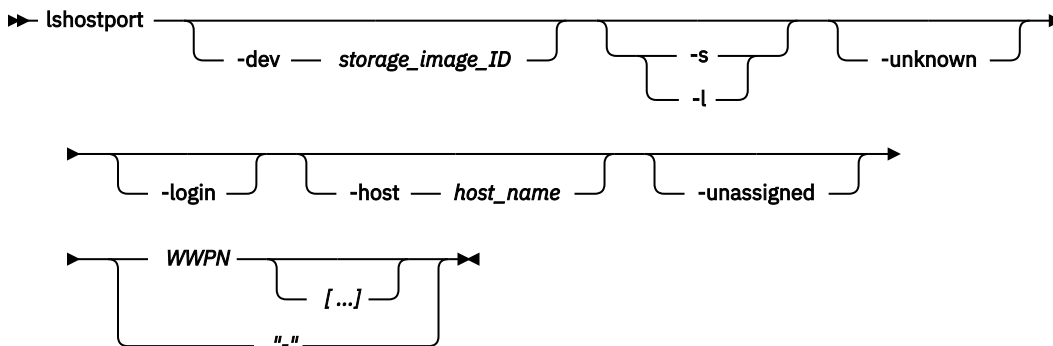 lshostport
-dev storage_image_ID -s -unknown
-l
-login -host host_name -unassigned
WWPN
[ ...]
"-"